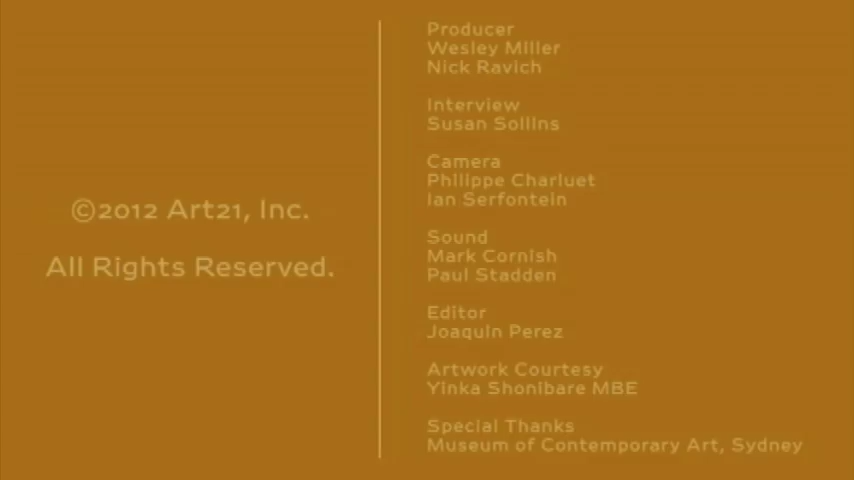 ©2012 Art21, Inc.
All Rights Reserved.
Producer
Wesley Miller
Nick Ravich
Interview
Susan Sollins
Camera
Philippe Charluet
Ian Serfontein
Sound
Mark Cornish
Paul Stadden
Editor
Joaquin Perez
Artwork Courtesy
Yinka Shonibare MBE
Special Thanks
Museum of Contemporary Art, Sydney